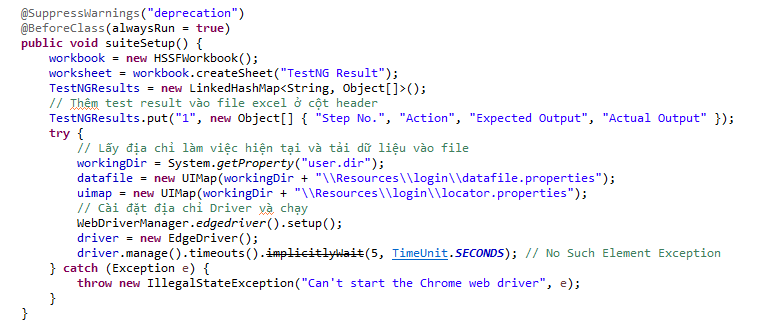 @SuppressWarnings("deprecation")
@BeforeClass(alwaysRun = true)
public void suiteSetup() {
    workbook = new HSSFWorkbook();
    worksheet = workbook.createSheet("TestNG Result");
    TestNGResults = new LinkedHashMap<String, Object[]>();
    // Thêm test result vào file excel ở cột header
    TestNGResults.put("1", new Object[] { "Step No.", "Action", "Expected Output", "Actual Output" });
    try {
        // Lấy địa chỉ làm việc hiện tại và tải dữ liệu vào file
        workingDir = System.getProperty("user.dir");
        datafile = new UIMap(workingDir + "\\Resources\\login\\datafile.properties");
        uimap = new UIMap(workingDir + "\\Resources\\login\\locator.properties");
        // Cài đặt địa chỉ Driver và chạy
        WebDriverManager.edgedriver().setup();
        driver = new EdgeDriver();
        driver.manage().timeouts().implicitlyWait(5, TimeUnit.SECONDS); // No Such Element Exception
    } catch (Exception e) {
        throw new IllegalStateException("Can't start the Chrome web driver", e);
    }
}